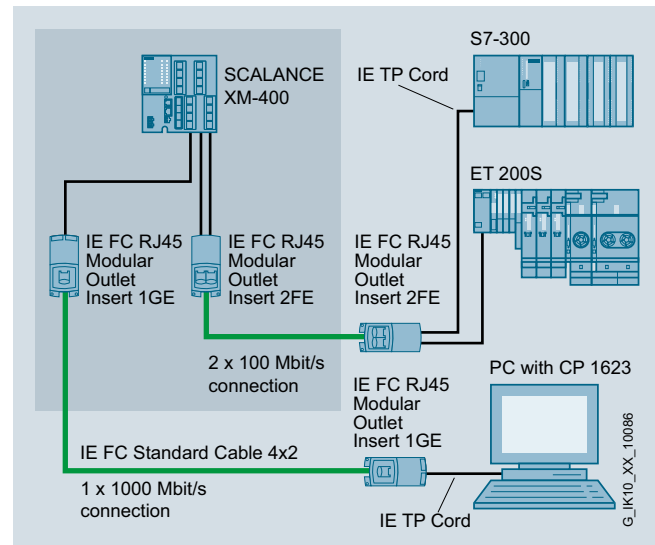 S7-300
IE TP Cord
SCALANCE
XM-400
ET 200S
IE FC RJ45
Modular
Outlet
Insert 1GE
IE FC RJ45
Modular
Outlet
Insert 2FE
IE FC RJ45
Modular
Outlet
Insert 2FE
2 x 100 Mbit/s
connection
PC with CP 1623
IE FC RJ45
Modular
Outlet
Insert 1GE
IE FC Standard Cable 4x2
1 x 1000 Mbit/s
connection
IE TP Cord
G_IK10_XX_10086